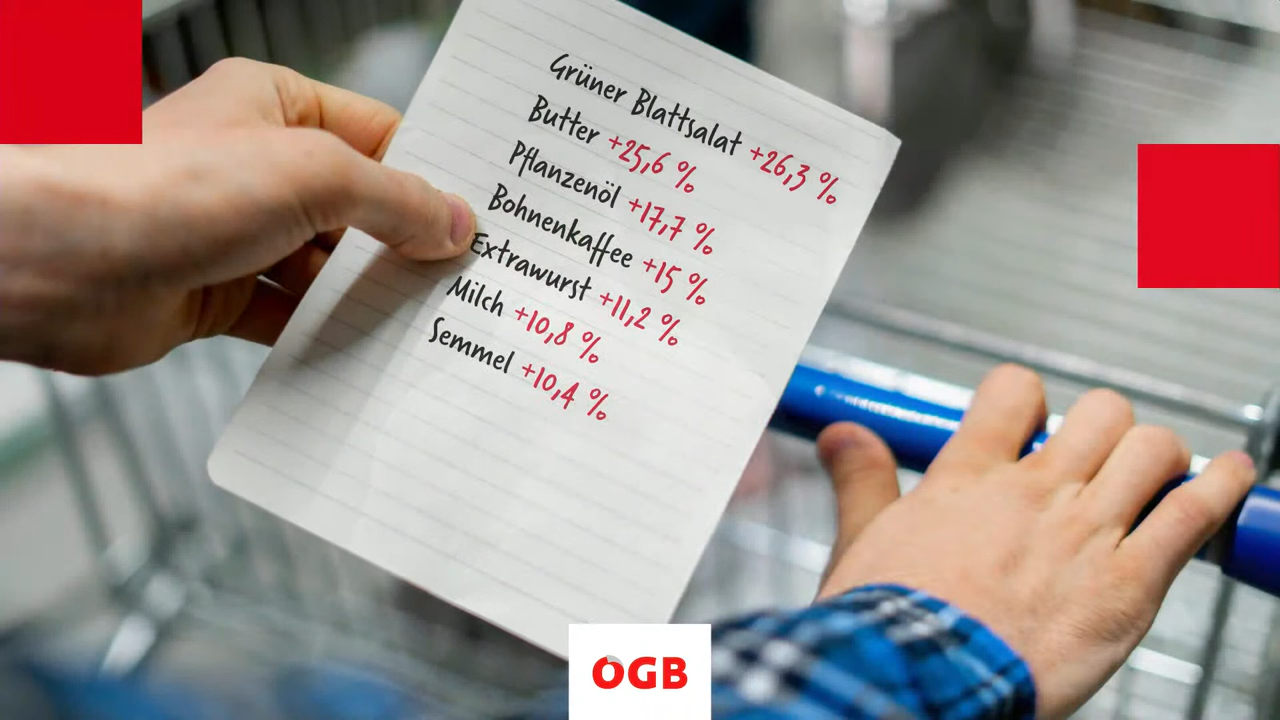 Grüner Blattsalat +26,3 %
Butter +25,6 %
Pflanzenöl +17,7 %
Bohnenkaffee +15 %
Extrawurst +11,2 %
Milch +10,8 %
Semmel +10,4 %
ÖGB